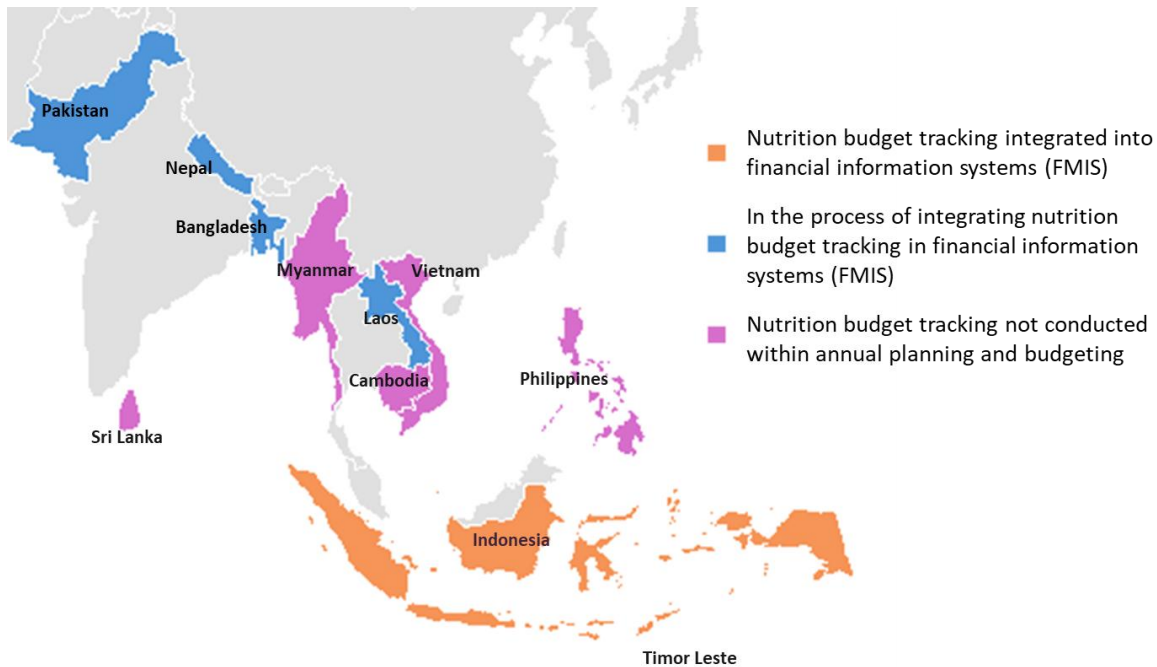 Pakistan
Nepal
Bangladesh
Myanmar
Vietnam
Laos
Cambodia
Philippines
Sri Lanka
Indonesia
Timor Leste
Nutrition budget tracking integrated into
financial information systems (FMIS)
In the process of integrating nutrition
budget tracking in financial information
systems (FMIS)
Nutrition budget tracking not conducted
within annual planning and budgeting